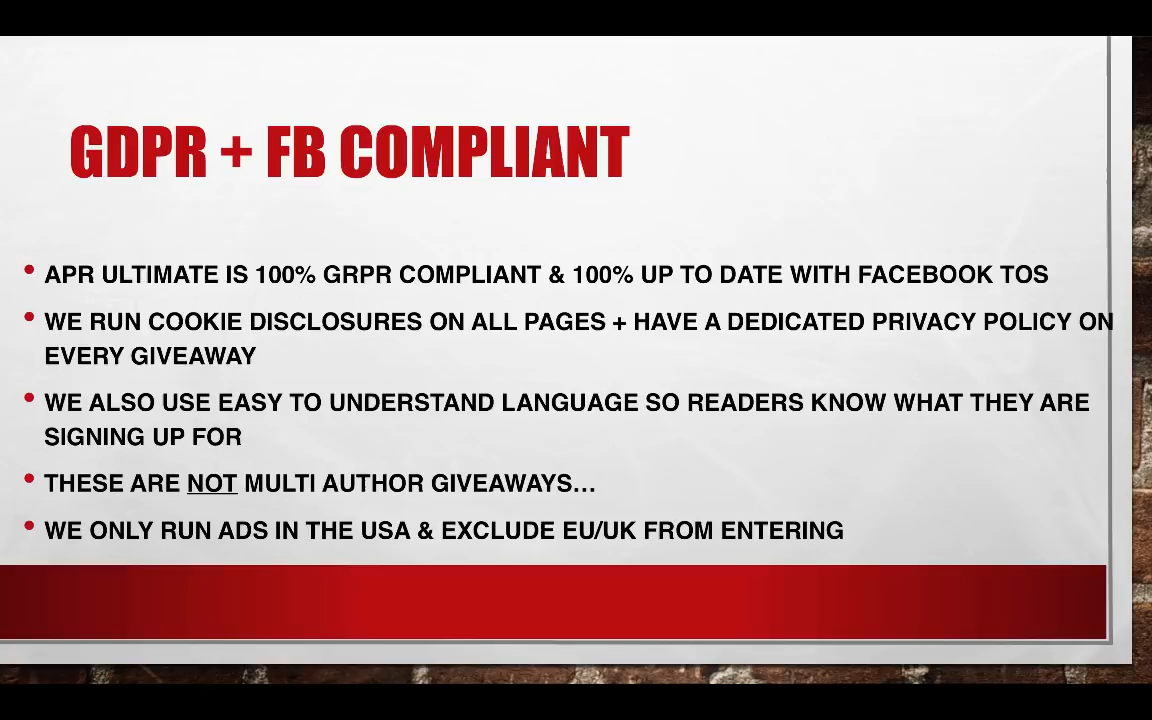 GDPR + FB COMPLIANT
• APR ULTIMATE IS 100% GRPR COMPLIANT & 100% UP TO DATE WITH FACEBOOK TOS
• WE RUN COOKIE DISCLOSURES ON ALL PAGES + HAVE A DEDICATED PRIVACY POLICY ON
EVERY GIVEAWAY
• WE ALSO USE EASY TO UNDERSTAND LANGUAGE SO READERS KNOW WHAT THEY ARE
SIGNING UP FOR
• THESE ARE NOT MULTI AUTHOR GIVEAWAYS…
• WE ONLY RUN ADS IN THE USA & EXCLUDE EU/UK FROM ENTERING